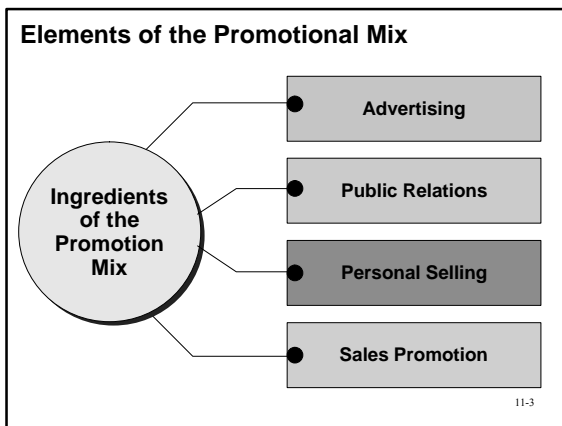 Elements of the Promotional Mix
Advertising
Ingredients
of the
Promotion
Mix
Public Relations
Personal Selling
Sales Promotion
11-3